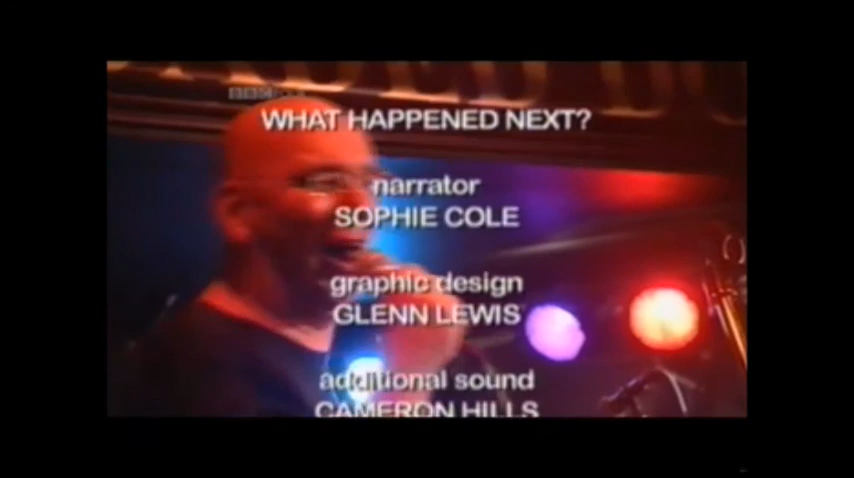 WHAT HAPPENED NEXT?
narrator
SOPHIE COLE
graphic design
GLENN LEWIS
additional sound
CAMERON HILLS